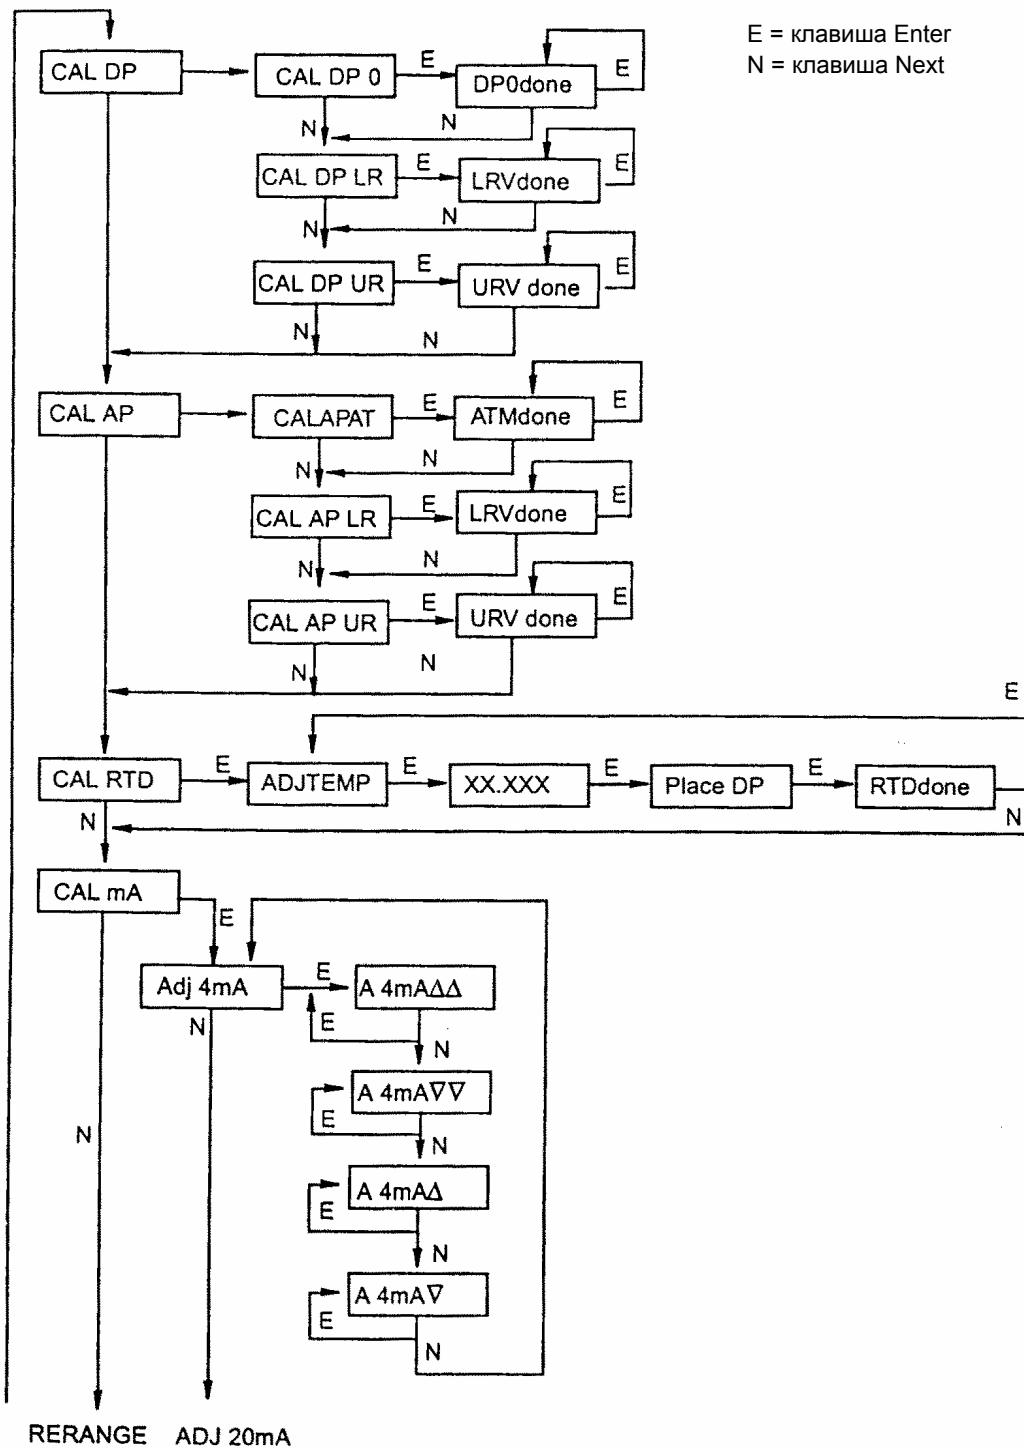 E = клавиша Enter
N = клавиша Next
CAL DP
CAL DP 0
E
DP0done
E
N
N
CAL DP LR
E
LRVdone
E
N
N
CAL DP UR
E
URV done
E
N
N
CAL AP
CALAPAT
E
ATMdone
E
N
N
CAL AP LR
E
LRVdone
E
N
N
CAL AP UR
E
URV done
E
N
N
E
CAL RTD
E
ADJTEMP
E
XX.XXX
E
Place DP
E
RTDdone
N
N
CAL mA
E
Adj 4mA
E
A 4mAΔΔ
N
E
N
A 4mA∇∇
E
N
N
A 4mAΔ
E
N
A 4mA∇
E
N
RERANGE
ADJ 20mA